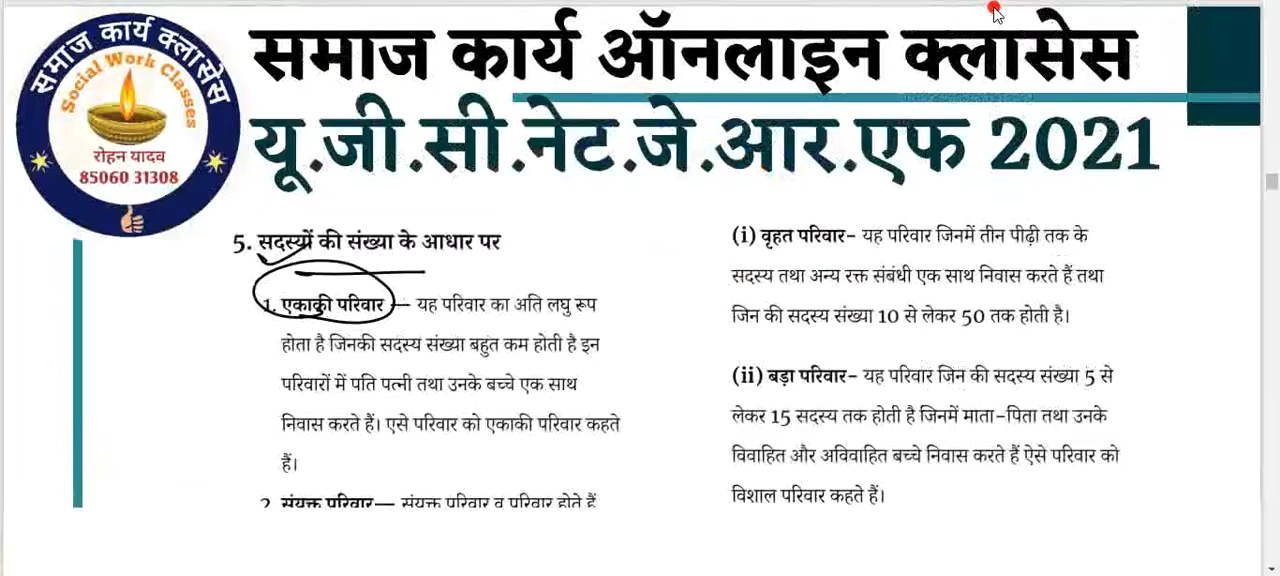 समाज कार्य क्लासेस
Social Work Classes
रोहन यादव
85060 31308
समाज कार्य ऑनलाइन क्लासेस
यू.जी.सी.नेट.जे.आर.एफ 2021
5. सदस्यों की संख्या के आधार पर
1. एकाकी परिवार — यह परिवार का अति लघु रूप
होता है जिनकी सदस्य संख्या बहुत कम होती है इन
परिवारों में पति पत्नी तथा उनके बच्चे एक साथ
निवास करते हैं। एसे परिवार को एकाकी परिवार कहते
हैं।
2. संयुक्त परिवार— संयुक्त परिवार व परिवार होते हैं
(i) वृहत परिवार- यह परिवार जिनमें तीन पीढ़ी तक के
सदस्य तथा अन्य रक्त संबंधी एक साथ निवास करते हैं तथा
जिन की सदस्य संख्या 10 से लेकर 50 तक होती है।
(ii) बड़ा परिवार- यह परिवार जिन की सदस्य संख्या 5 से
लेकर 15 सदस्य तक होती है जिनमें माता-पिता तथा उनके
विवाहित और अविवाहित बच्चे निवास करते हैं ऐसे परिवार को
विशाल परिवार कहते हैं।